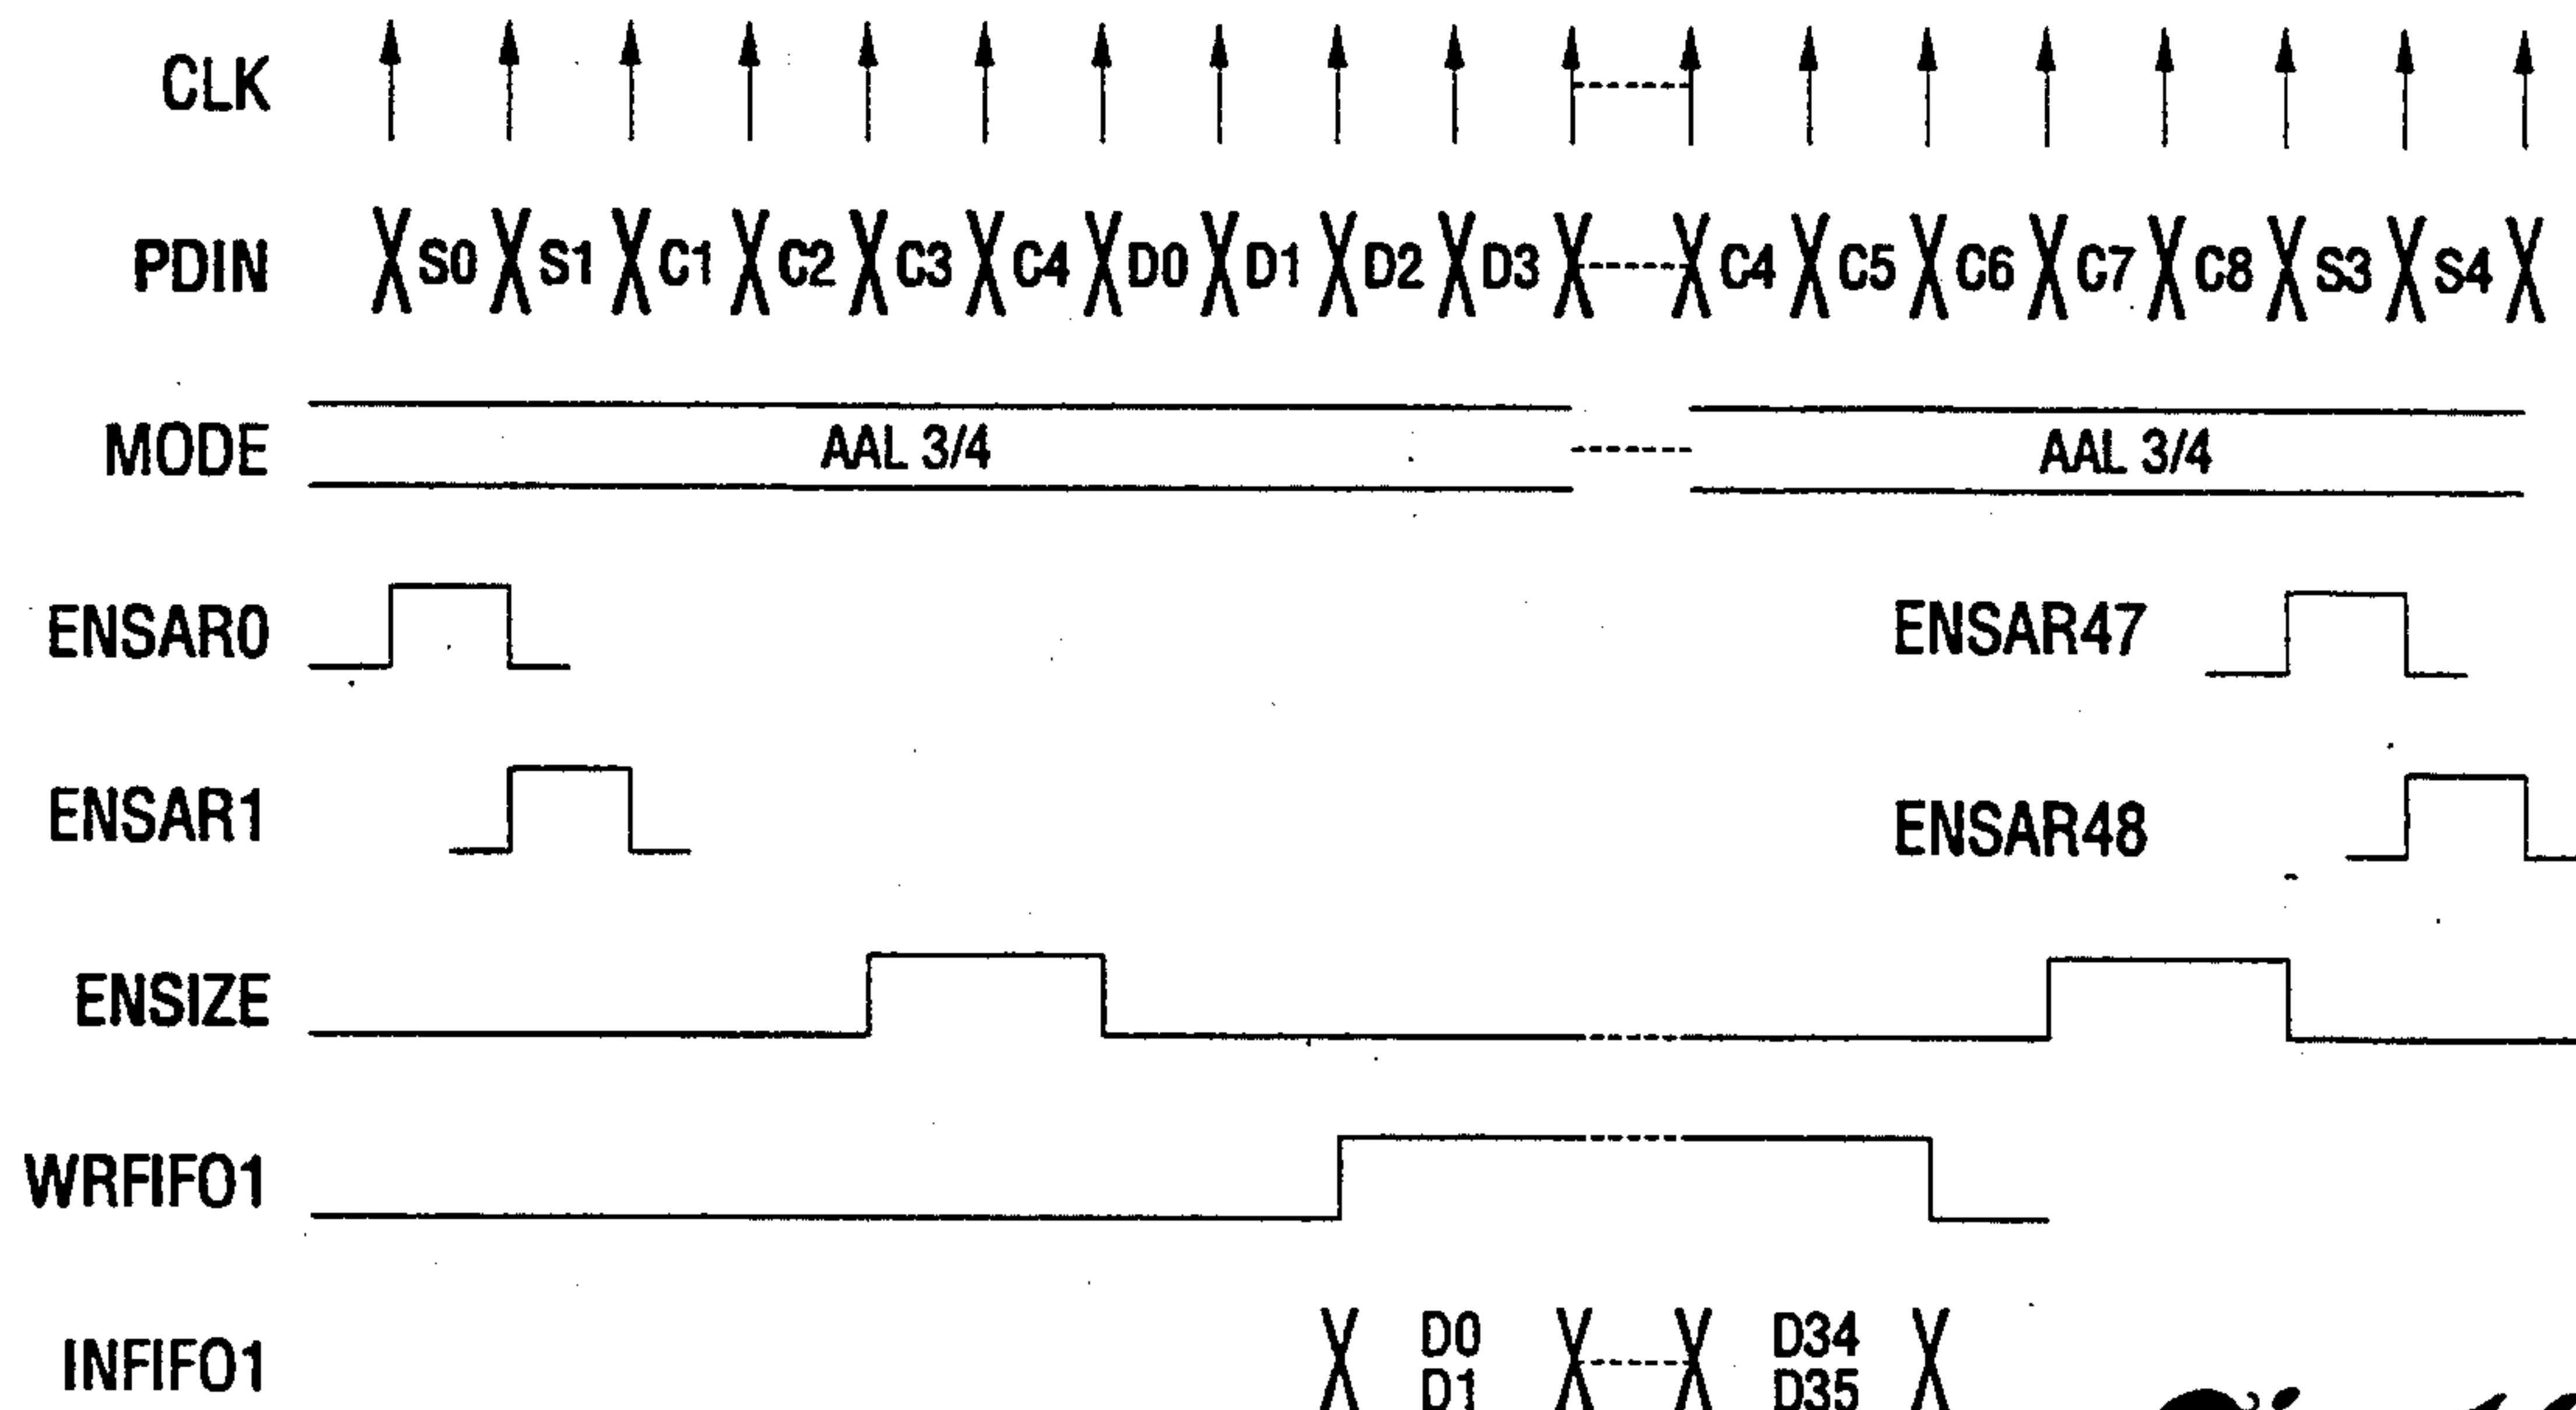 CLK
PDIN S0 S1 C1 C2 C3 C4 D0 D1 D2 D3 C4 C5 C6 C7 C8 S3 S4
MODE AAL 3/4 AAL 3/4
ENSAR0 ENSAR47
ENSAR1 ENSAR48
ENSIZE
WRFIFO1
INFIFO1 D0 D34
D1 D35